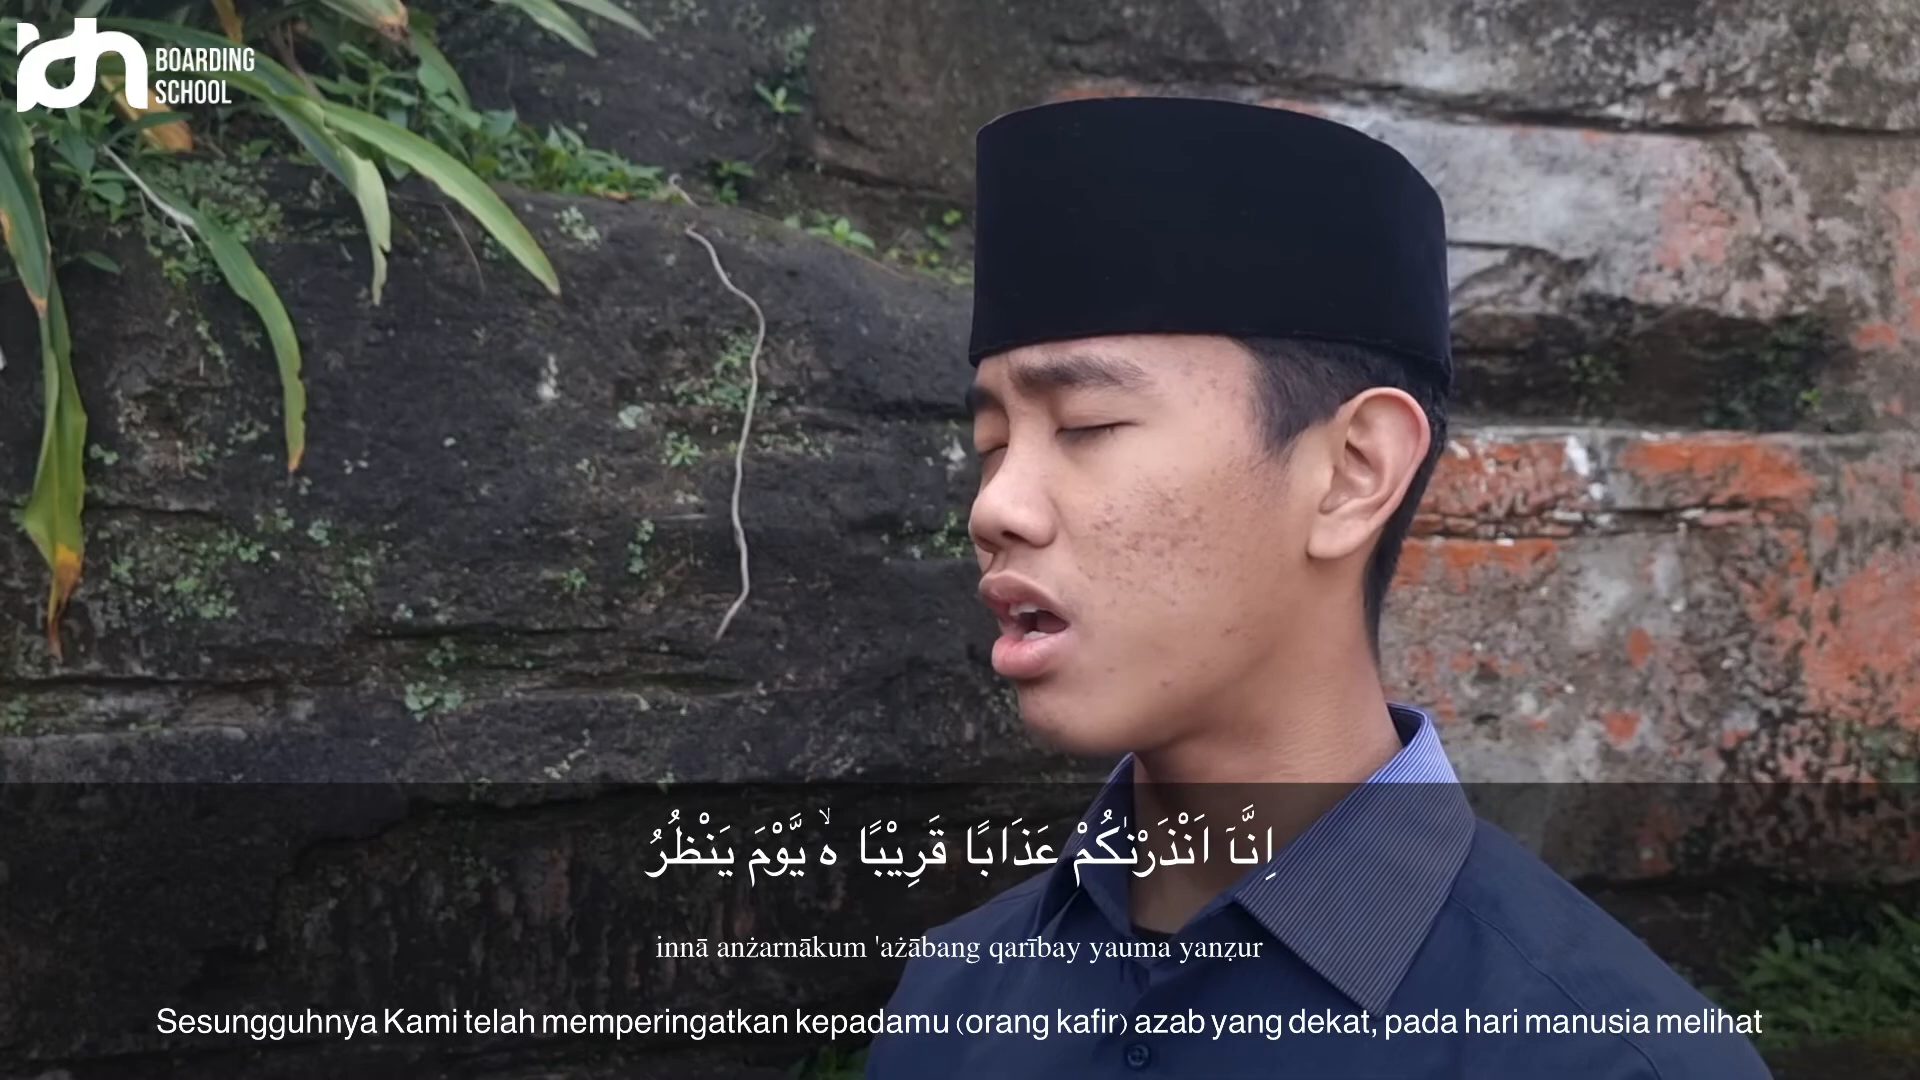 idn
BOARDING
SCHOOL
اِنَّآ اَنْذَرْنٰكُمْ عَذَابًا قَرِيْبًا ەۙ يَّوْمَ يَنْظُرُ
innā anżarnākum 'ażābang qarībay yauma yanẓur
Sesungguhnya Kami telah memperingatkan kepadamu (orang kafir) azab yang dekat, pada hari manusia melihat